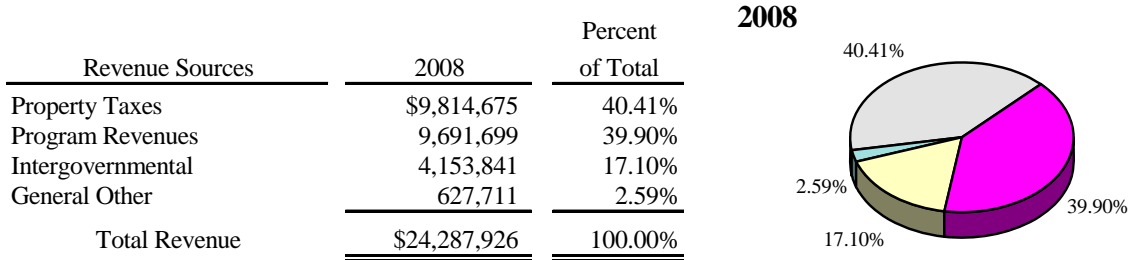 Percent
Revenue Sources 2008 of Total
Property Taxes $9,814,675 40.41%
Program Revenues 9,691,699 39.90%
Intergovernmental 4,153,841 17.10%
General Other 627,711 2.59%
Total Revenue $24,287,926 100.00%
2008
40.41%
2.59%
39.90%
17.10%